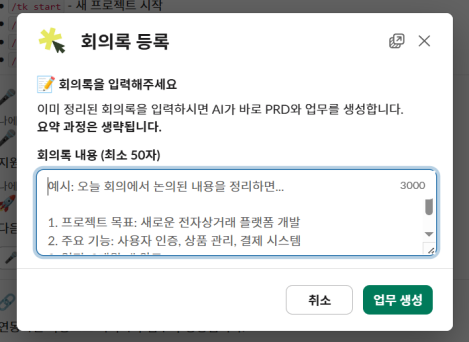 /tk start - 새 프로젝트 시작
회의록 등록
📝 회의록을 입력해주세요
이미 정리된 회의록을 입력하시면 AI가 바로 PRD와 업무를 생성합니다.
요약 과정은 생략됩니다.
회의록 내용 (최소 50자)
예시: 오늘 회의에서 논의된 내용을 정리하면...
3000
1. 프로젝트 목표: 새로운 전자상거래 플랫폼 개발
2. 주요 기능: 사용자 인증, 상품 관리, 결제 시스템
취소
업무 생성